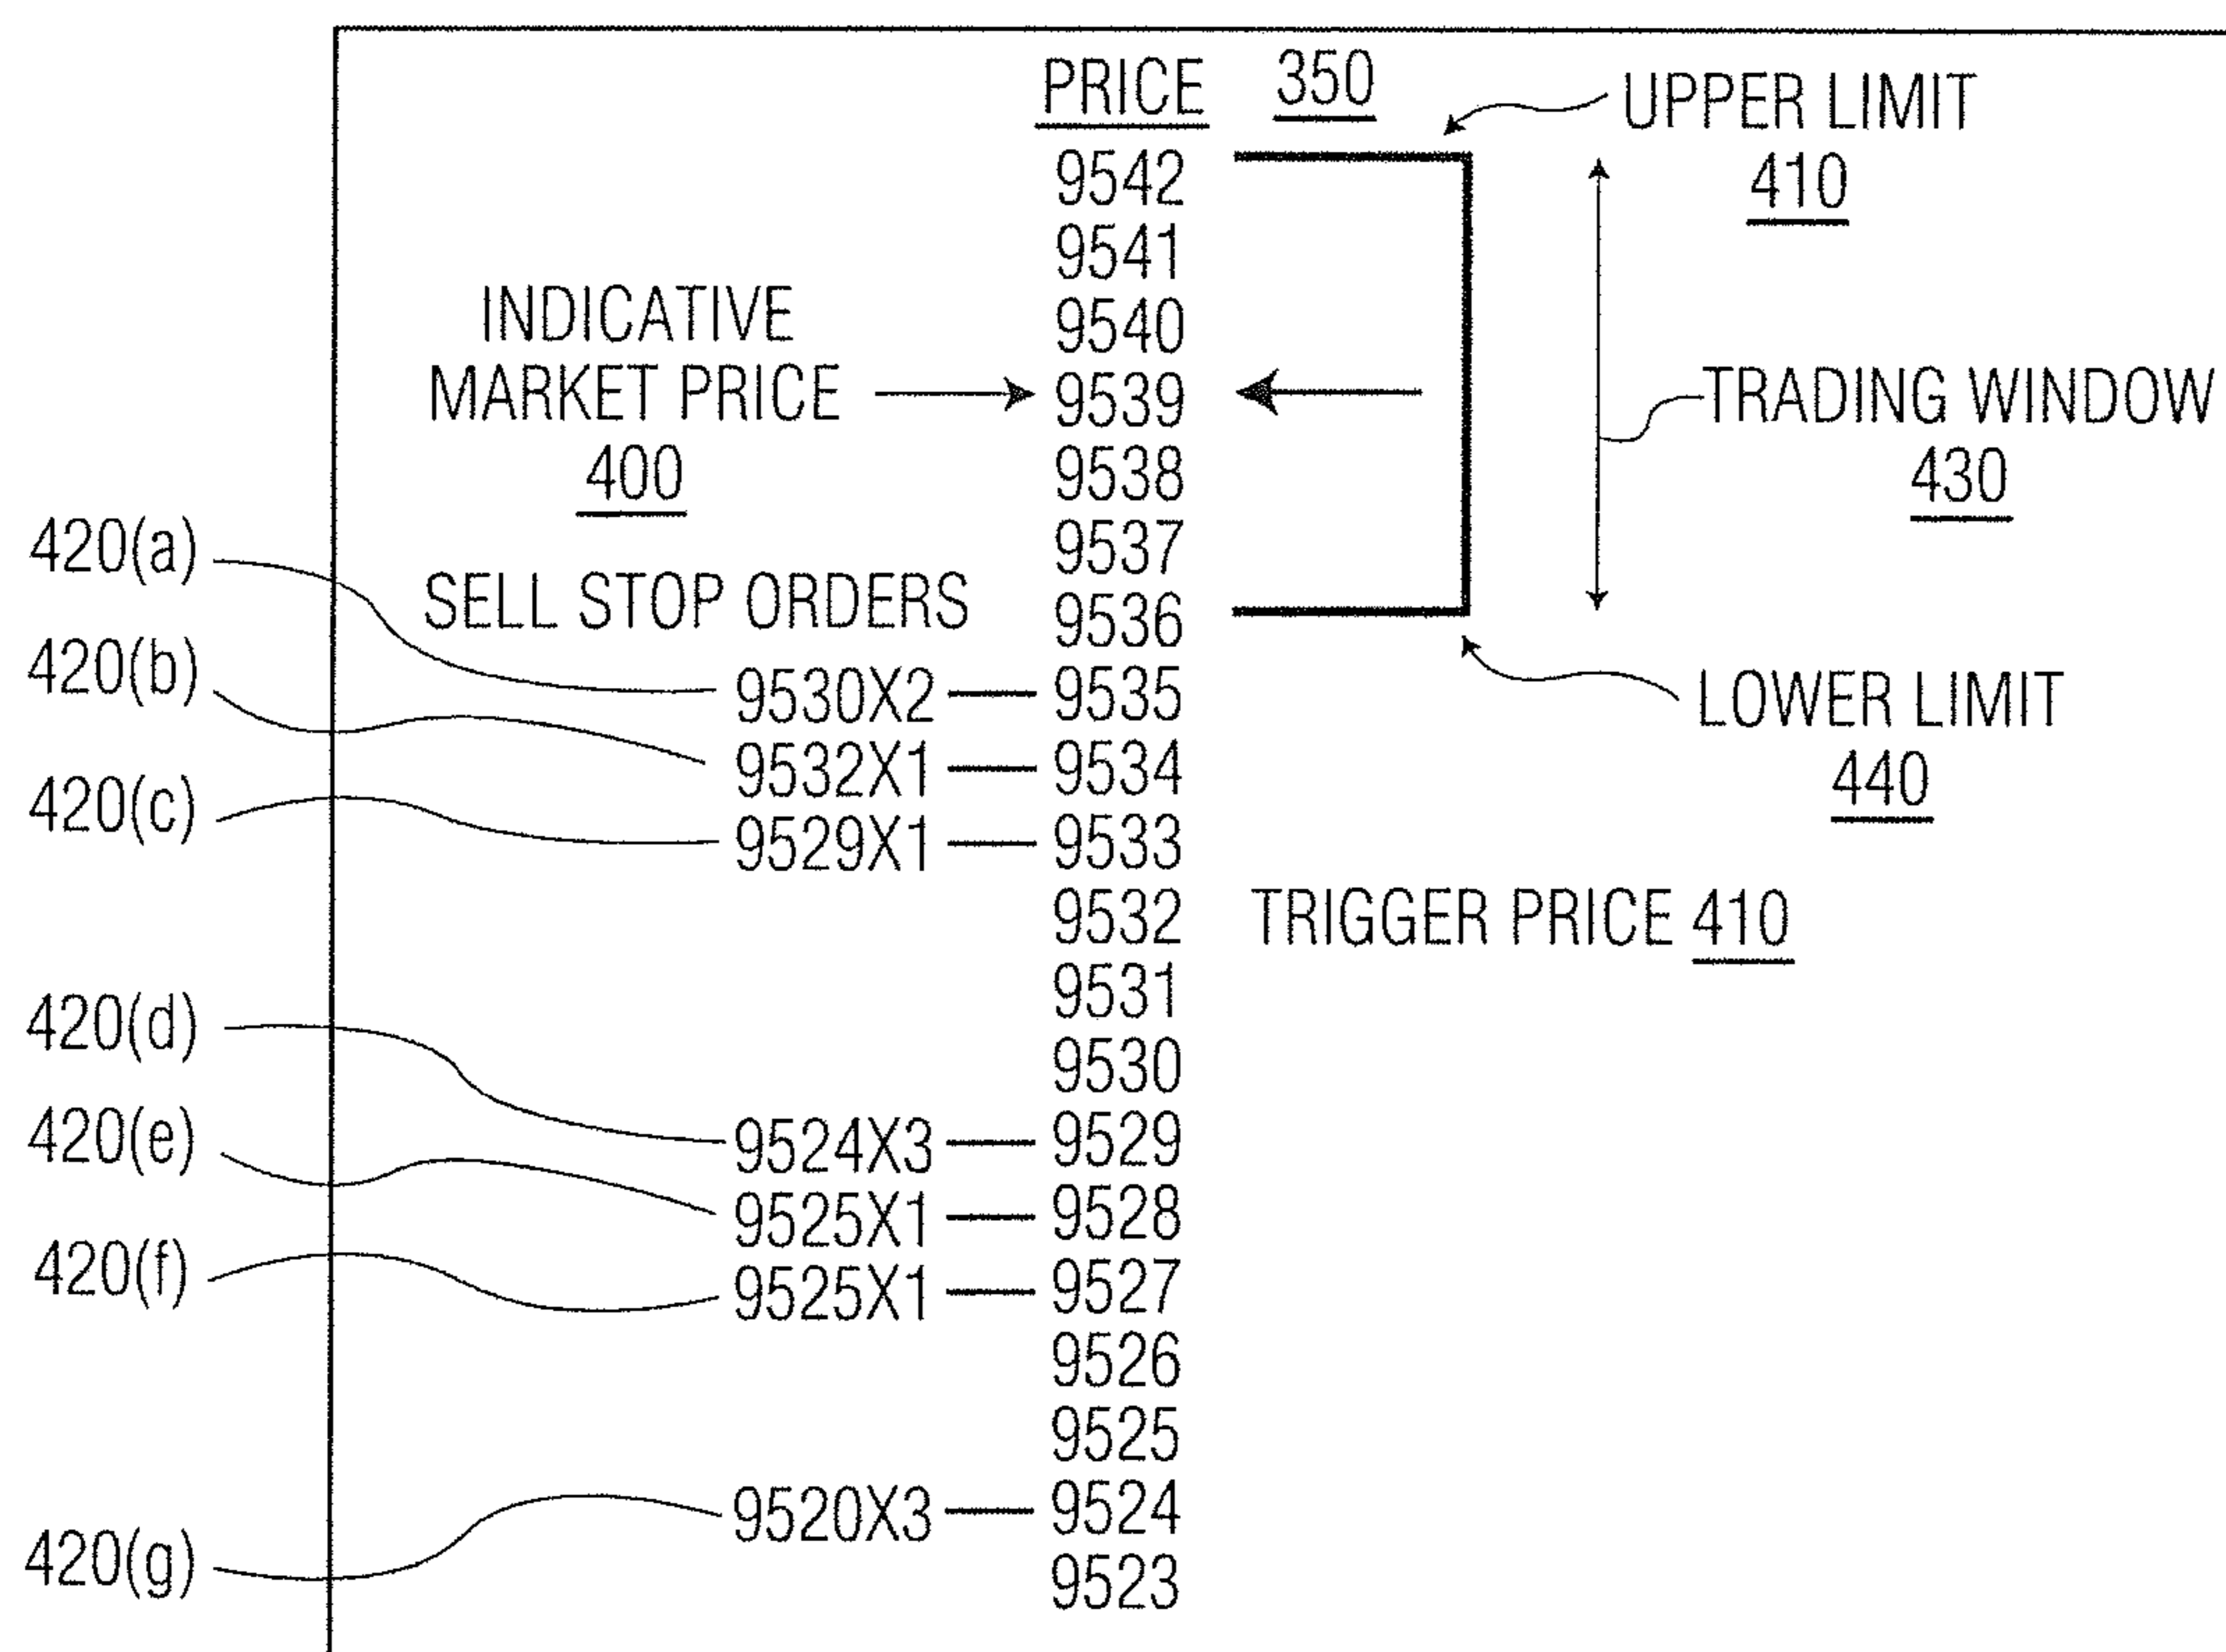 PRICE 350
UPPER LIMIT
410
9542
9541
INDICATIVE
MARKET PRICE
400
9540
9539
TRADING WINDOW
430
9538
9537
420(a)
SELL STOP ORDERS
9536
420(b)
9530X2 9535
LOWER LIMIT
440
9532X1 9534
420(c)
9529X1 9533
9532
TRIGGER PRICE 410
9531
420(d)
9530
420(e)
9524X3 9529
9525X1 9528
420(f)
9525X1 9527
9526
9525
9520X3 9524
420(g)
9523